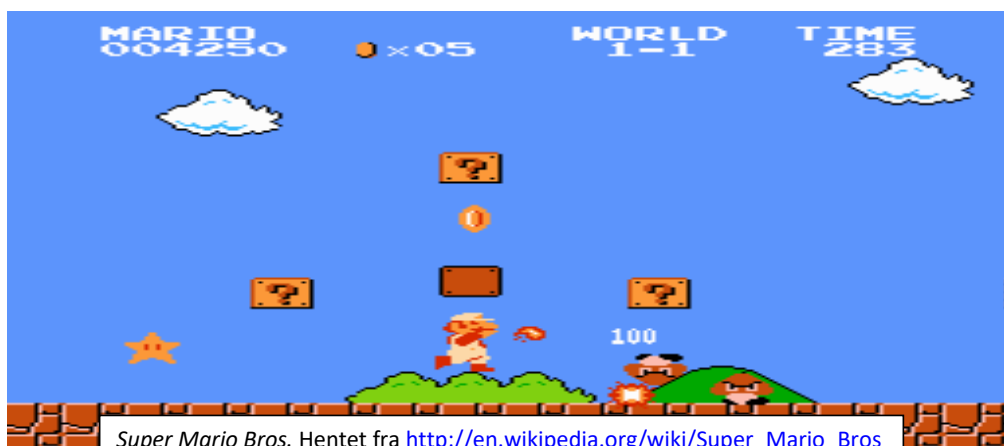 MARIO WORLD TIME
004250 ×05 1-1 283
?
? ?
100
Super Mario Bros. Hentet fra http://en.wikipedia.org/wiki/Super_Mario_Bros